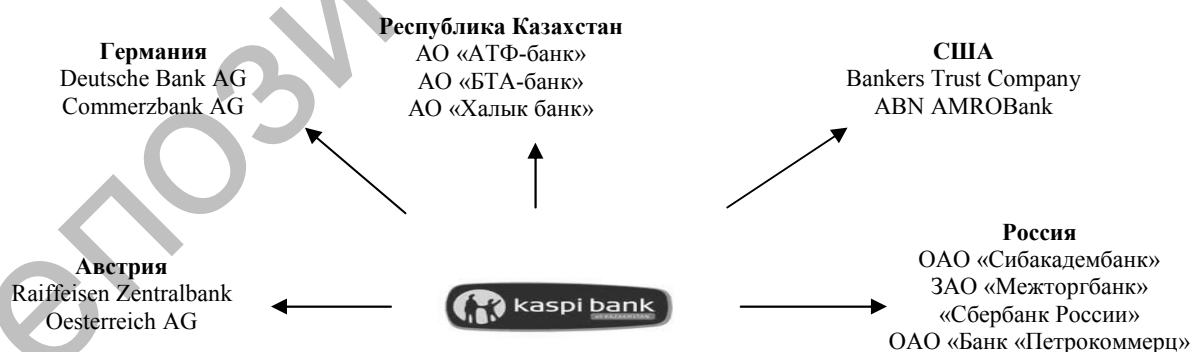 Республика Казахстан
АО «АТФ-банк»
АО «БТА-банк»
АО «Халык банк»
Германия
Deutsche Bank AG
Commerzbank AG
США
Bankers Trust Company
ABN AMROBank
Австрия
Raiffeisen Zentralbank
Oesterreich AG
kaspi bank
Россия
ОАО «Сибакадембанк»
ЗАО «Межторгбанк»
«Сбербанк России»
ОАО «Банк «Петрокоммерц»
епози